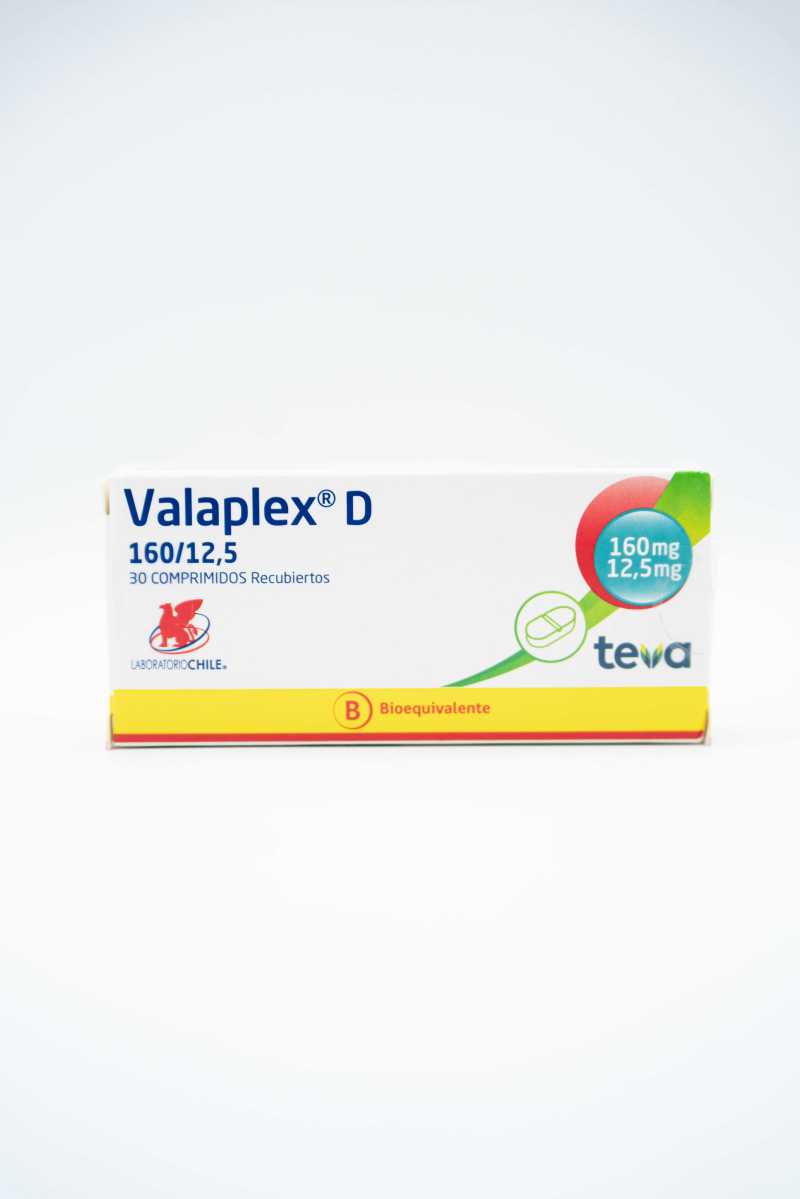 Valaplex® D
160/12,5
30 COMPRIMIDOS Recubiertos
LABORATORIOCHILE®
160mg
12,5mg
teva
B Bioequivalente